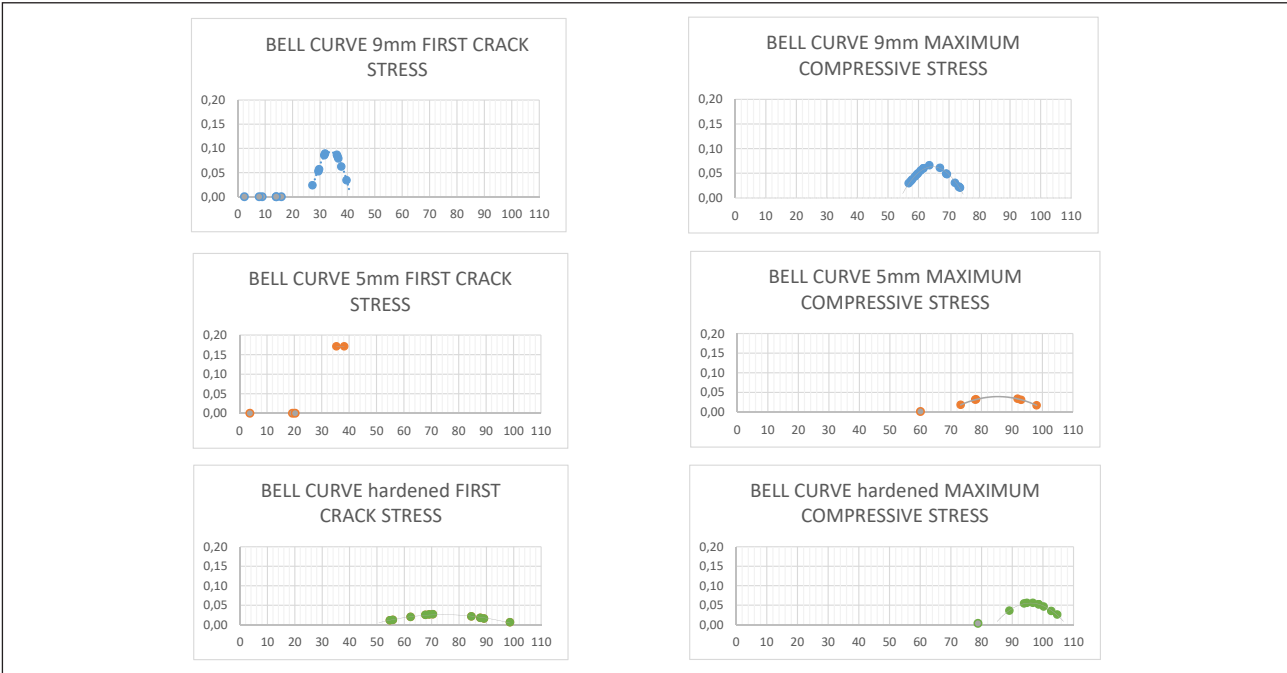 BELL CURVE 9mm FIRST CRACK
STRESS
0,20
0,15
0,10
0,05
0,00
0 10 20 30 40 50 60 70 80 90 100 110
BELL CURVE 9mm MAXIMUM
COMPRESSIVE STRESS
0,20
0,15
0,10
0,05
0,00
0 10 20 30 40 50 60 70 80 90 100 110
BELL CURVE 5mm FIRST CRACK
STRESS
0,20
0,15
0,10
0,05
0,00
0 10 20 30 40 50 60 70 80 90 100 110
BELL CURVE 5mm MAXIMUM
COMPRESSIVE STRESS
0,20
0,15
0,10
0,05
0,00
0 10 20 30 40 50 60 70 80 90 100 110
BELL CURVE hardened FIRST
CRACK STRESS
0,20
0,15
0,10
0,05
0,00
0 10 20 30 40 50 60 70 80 90 100 110
BELL CURVE hardened MAXIMUM
COMPRESSIVE STRESS
0,20
0,15
0,10
0,05
0,00
0 10 20 30 40 50 60 70 80 90 100 110